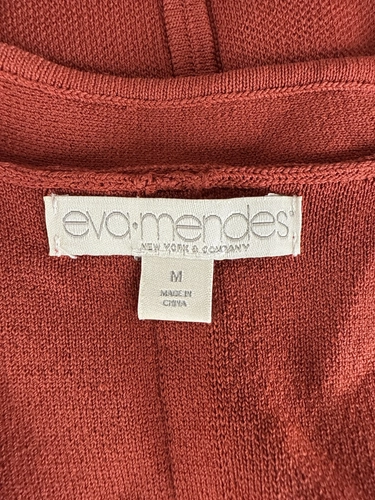 eva·mendes
NEW YORK & COMPANY
M
MADE IN
CHINA